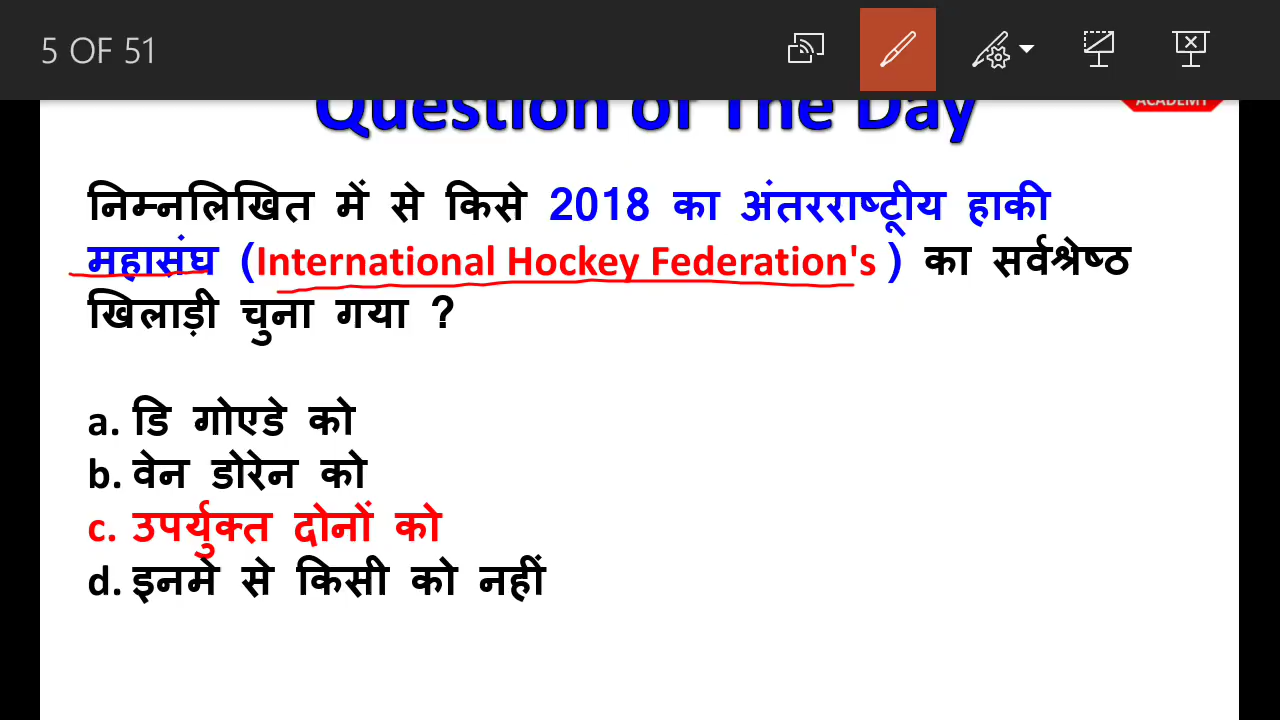 5 OF 51
Question of The Day
ACADEMY
निम्नलिखित में से किसे 2018 का अंतरराष्ट्रीय हाकी
महासंघ (International Hockey Federation's ) का सर्वश्रेष्ठ
खिलाड़ी चुना गया ?
a. डि गोएडे को
b. वेन डोरेन को
c. उपर्युक्त दोनों को
d. इनमे से किसी को नहीं